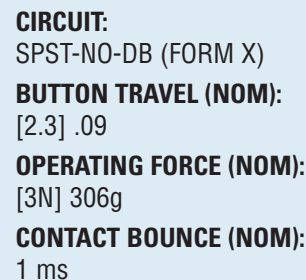 CIRCUIT:
SPST-NO-DB (FORM X)
BUTTON TRAVEL (NOM):
[2.3] .09
OPERATING FORCE (NOM):
[3N] 306g
CONTACT BOUNCE (NOM):
1 ms